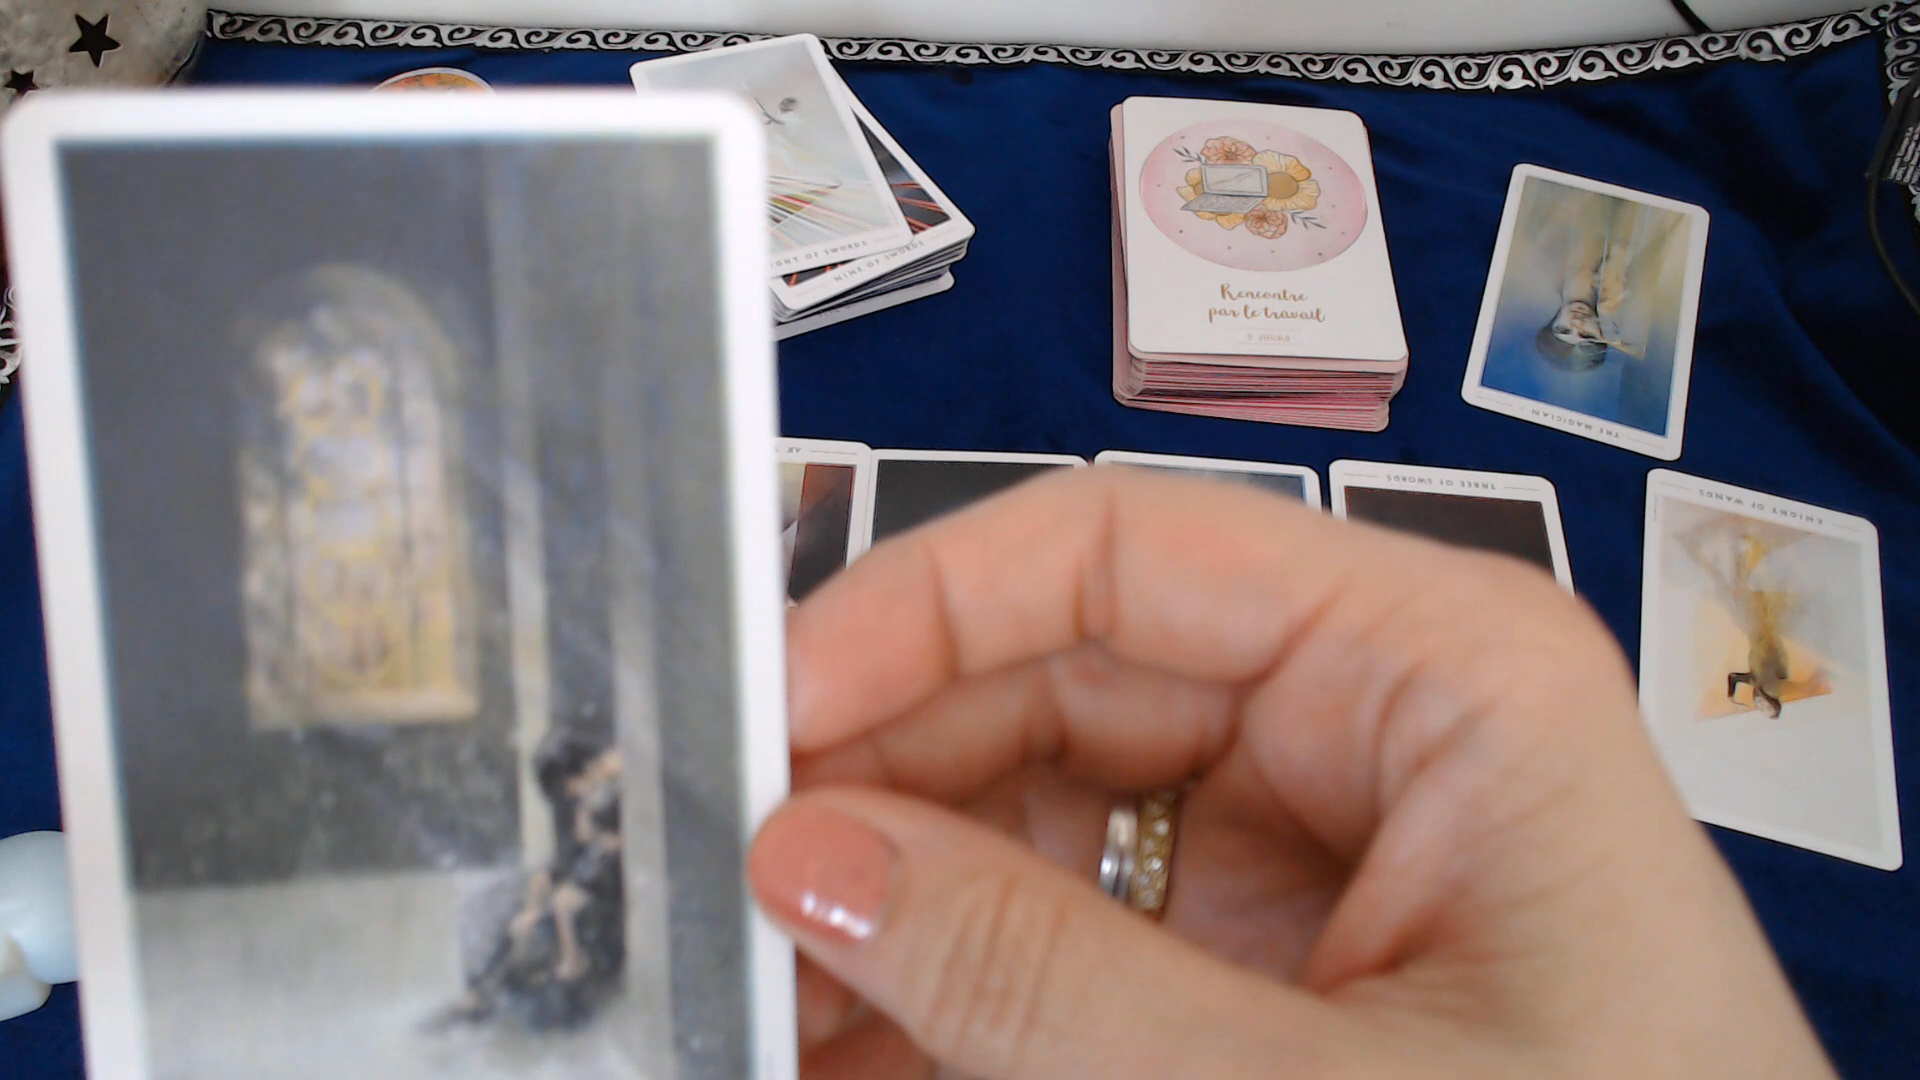 KNIGHT OF SWORDS
NINE OF SWORDS
Rencontre
par le travail
5 JOURS
THE MAGICIAN
THREE OF SWORDS
KNIGHT OF WANDS